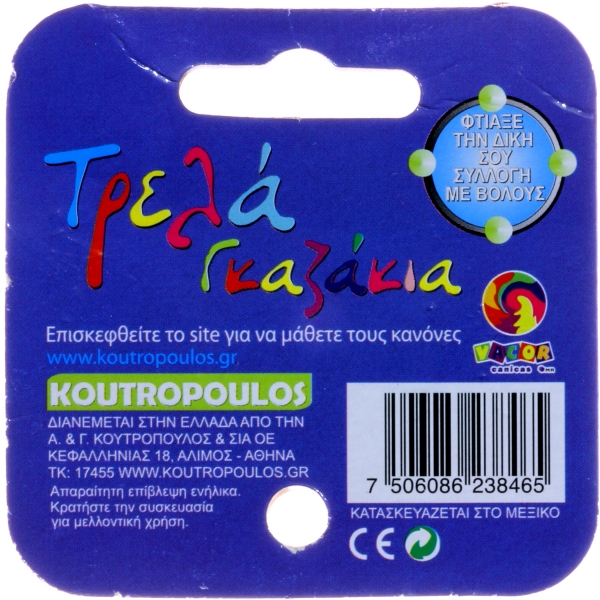 ΦΤΙΑΞΕ
ΤΗΝ ΔΙΚΗ
ΣΟΥ
ΣΥΛΛΟΓΗ
ΜΕ ΒΟΛΟΥΣ
Τρελά
γκαζάκια
Επισκεφθείτε το site για να μάθετε τους κανόνες
www.koutropoulos.gr
VACOR
canicas
KOUTROPOULOS
ΔΙΑΝΕΜΕΤΑΙ ΣΤΗΝ ΕΛΛΑΔΑ ΑΠΟ ΤΗΝ
Α. & Γ. ΚΟΥΤΡΟΠΟΥΛΟΣ & ΣΙΑ ΟΕ
ΚΕΦΑΛΛΗΝΙΑΣ 18, ΑΛΙΜΟΣ - ΑΘΗΝΑ
ΤΚ: 17455 WWW.KOUTROPOULOS.GR
Απαραίτητη επίβλεψη ενήλικα.
Κρατήστε την συσκευασία
για μελλοντική χρήση.
7 506086 238465
ΚΑΤΑΣΚΕΥΑΖΕΤΑΙ ΣΤΟ ΜΕΞΙΚΟ
CE